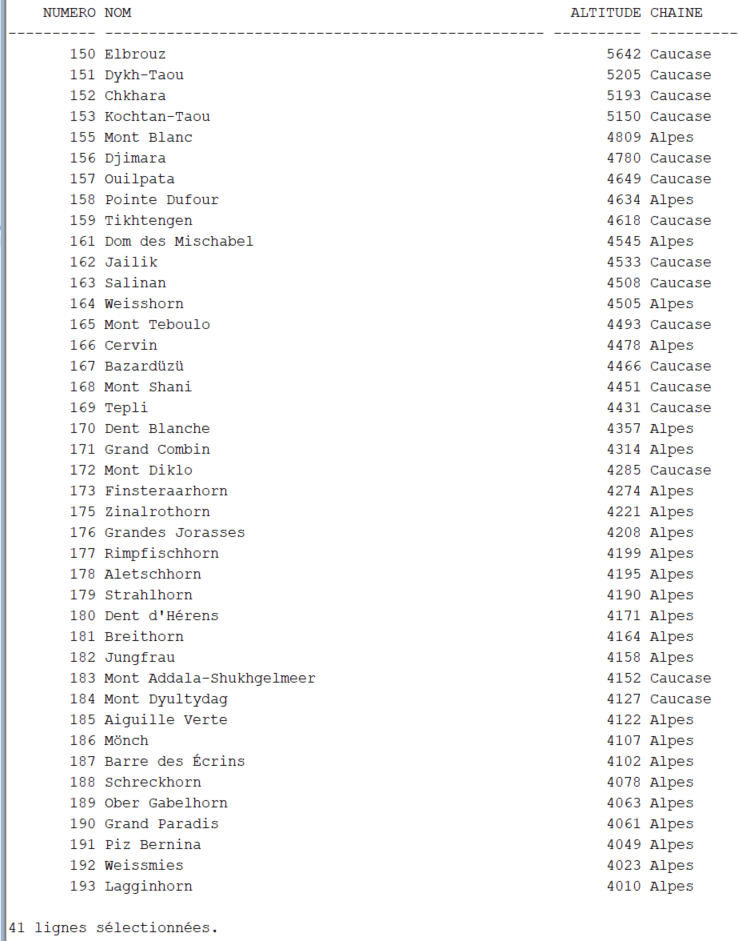 NUMERO NOM ALTITUDE CHAINE
---------- -------------------------------------------------- ---------- ----------
150 Elbrouz 5642 Caucase
151 Dykh-Taou 5205 Caucase
152 Chkhara 5193 Caucase
153 Kochtan-Taou 5150 Caucase
155 Mont Blanc 4809 Alpes
156 Djimara 4780 Caucase
157 Ouilpata 4649 Caucase
158 Pointe Dufour 4634 Alpes
159 Tikhtengen 4618 Caucase
161 Dom des Mischabel 4545 Alpes
162 Jailik 4533 Caucase
163 Salinan 4508 Caucase
164 Weisshorn 4505 Alpes
165 Mont Teboulo 4493 Caucase
166 Cervin 4478 Alpes
167 Bazardüzü 4466 Caucase
168 Mont Shani 4451 Caucase
169 Tepli 4431 Caucase
170 Dent Blanche 4357 Alpes
171 Grand Combin 4314 Alpes
172 Mont Diklo 4285 Caucase
173 Finsteraarhorn 4274 Alpes
175 Zinalrothorn 4221 Alpes
176 Grandes Jorasses 4208 Alpes
177 Rimpfischhorn 4199 Alpes
178 Aletschhorn 4195 Alpes
179 Strahlhorn 4190 Alpes
180 Dent d'Hérens 4171 Alpes
181 Breithorn 4164 Alpes
182 Jungfrau 4158 Alpes
183 Mont Addala-Shukhgelmeer 4152 Caucase
184 Mont Dyultydag 4127 Caucase
185 Aiguille Verte 4122 Alpes
186 Mönch 4107 Alpes
187 Barre des Écrins 4102 Alpes
188 Schreckhorn 4078 Alpes
189 Ober Gabelhorn 4063 Alpes
190 Grand Paradis 4061 Alpes
191 Piz Bernina 4049 Alpes
192 Weissmies 4023 Alpes
193 Lagginhorn 4010 Alpes
41 lignes sélectionnées.